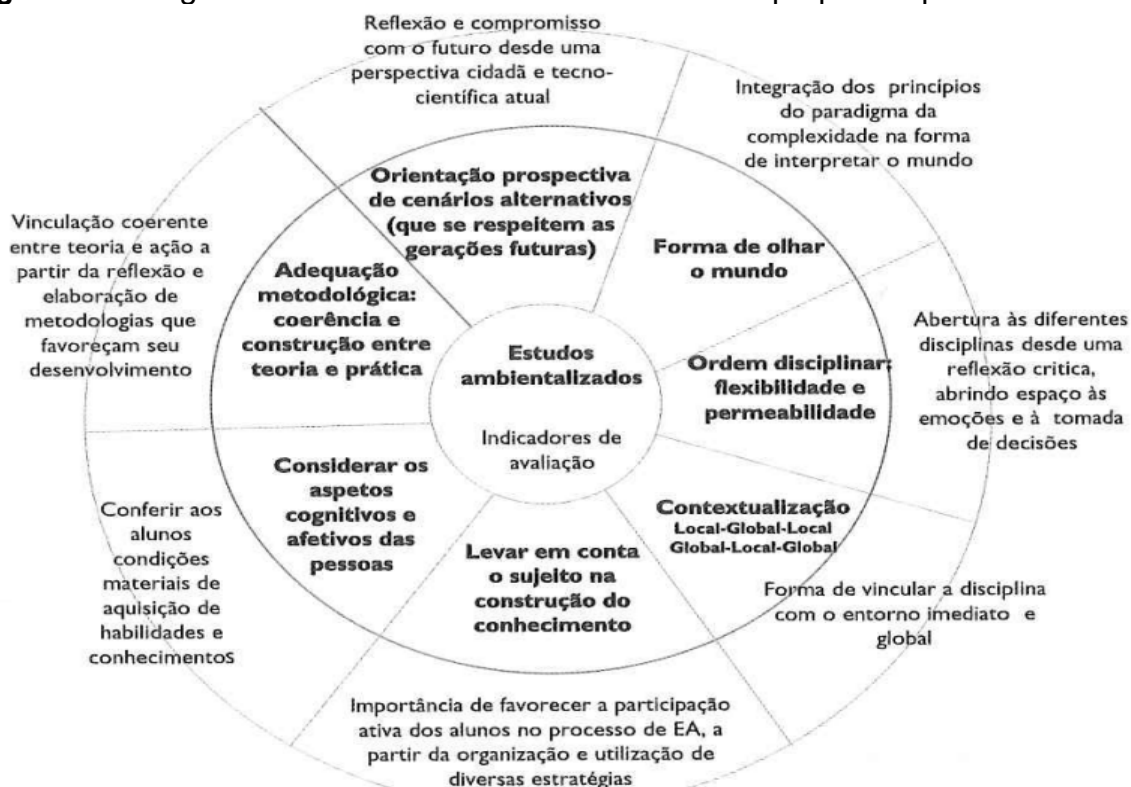 Reflexão e compromisso
com o futuro desde uma
perspectiva cidadã e tecno-
científica atual
Integração dos princípios
do paradigma da
complexidade na forma
de interpretar o mundo
Abertura às diferentes
disciplinas desde uma
reflexão critica,
abrindo espaço às
emoções e à tomada
de decisões
Forma de vincular a disciplina
com o entorno imediato e
global
Importância de favorecer a participação
ativa dos alunos no processo de EA, a
partir da organização e utilização de
diversas estratégias
Conferir aos
alunos
condições
materiais de
aquisição de
habilidades e
conhecimentos
Vinculação coerente
entre teoria e ação a
partir da reflexão e
elaboração de
metodologias que
favoreçam seu
desenvolvimento
Orientação prospectiva
de cenários alternativos
(que se respeitem as
gerações futuras)
Forma de olhar
o mundo
Ordem disciplinar:
flexibilidade e
permeabilidade
Contextualização
Local-Global-Local
Global-Local-Global
Levar em conta
o sujeito na
construção do
conhecimento
Considerar os
aspetos
cognitivos e
afetivos das
pessoas
Adequação
metodológica:
coerência e
construção entre
teoria e prática
Estudos
ambientalizados
Indicadores de
avaliação